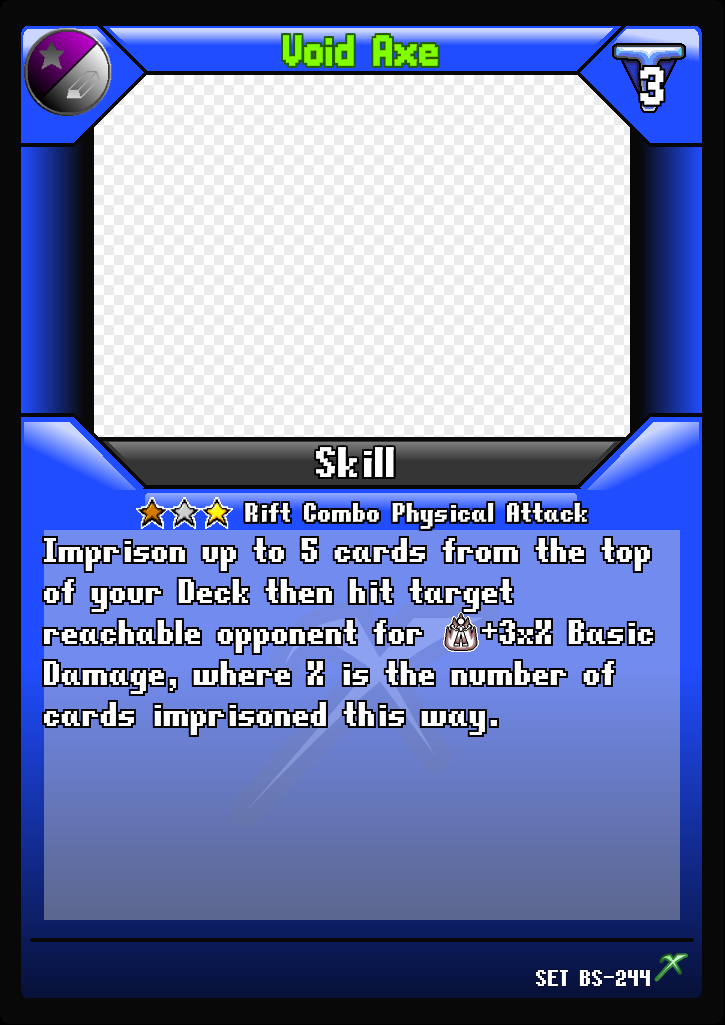 Void Axe
3
Skill
Rift Combo Physical Attack
Imprison up to 5 cards from the top
of your Deck then hit target
reachable opponent for +3xX Basic
Damage, where X is the number of
cards imprisoned this way.
SET BS-244